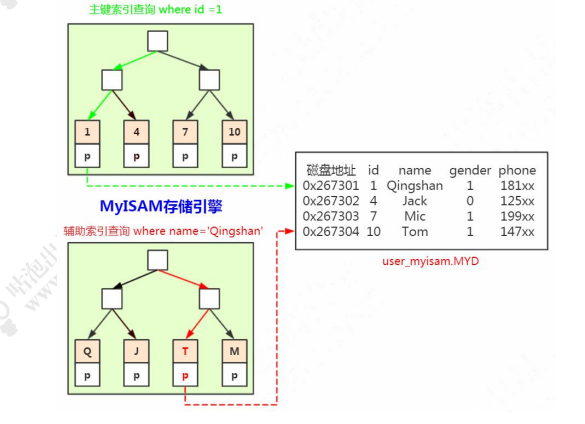 主键索引查询 where id =1
1 4 7 10
p p p p
磁盘地址 id name gender phone
0x267301 1 Qingshan 1 181xx
0x267302 4 Jack 0 125xx
0x267303 7 Mic 1 199xx
0x267304 10 Tom 1 147xx
user_myisam.MYD
MyISAM存储引擎
辅助索引查询 where name='Qingshan'
Q J T M
p p p p